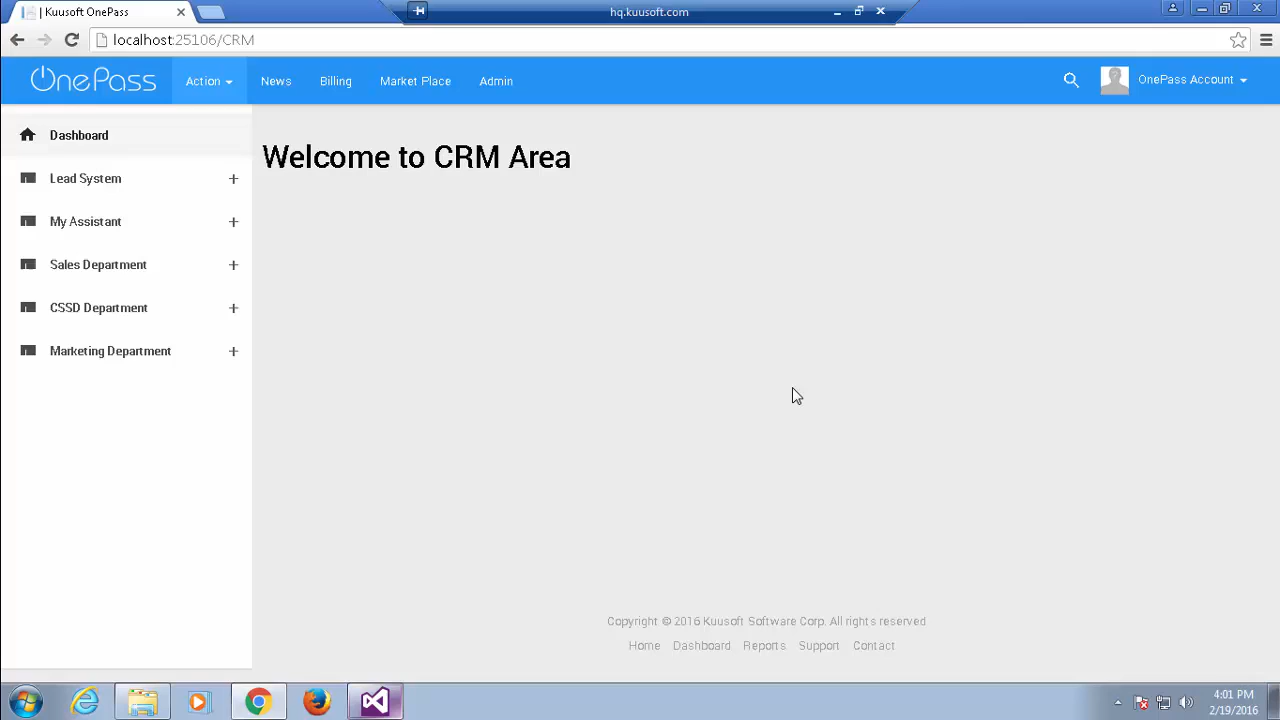 | Kuusoft OnePass
hq.kuusoft.com
localhost:25106/CRM
OnePass
Action
News
Billing
Market Place
Admin
OnePass Account
Dashboard
Welcome to CRM Area
Lead System
My Assistant
Sales Department
CSSD Department
Marketing Department
Copyright © 2016 Kuusoft Software Corp. All rights reserved
Home Dashboard Reports Support Contact
4:01 PM
2/19/2016